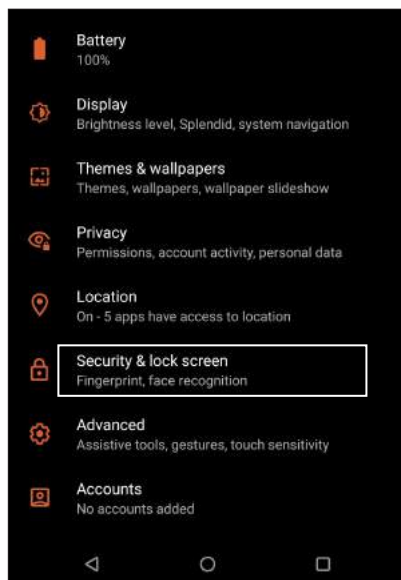 Battery
100%
Display
Brightness level, Splendid, system navigation
Themes & wallpapers
Themes, wallpapers, wallpaper slideshow
Privacy
Permissions, account activity, personal data
Location
On - 5 apps have access to location
Security & lock screen
Fingerprint, face recognition
Advanced
Assistive tools, gestures, touch sensitivity
Accounts
No accounts added